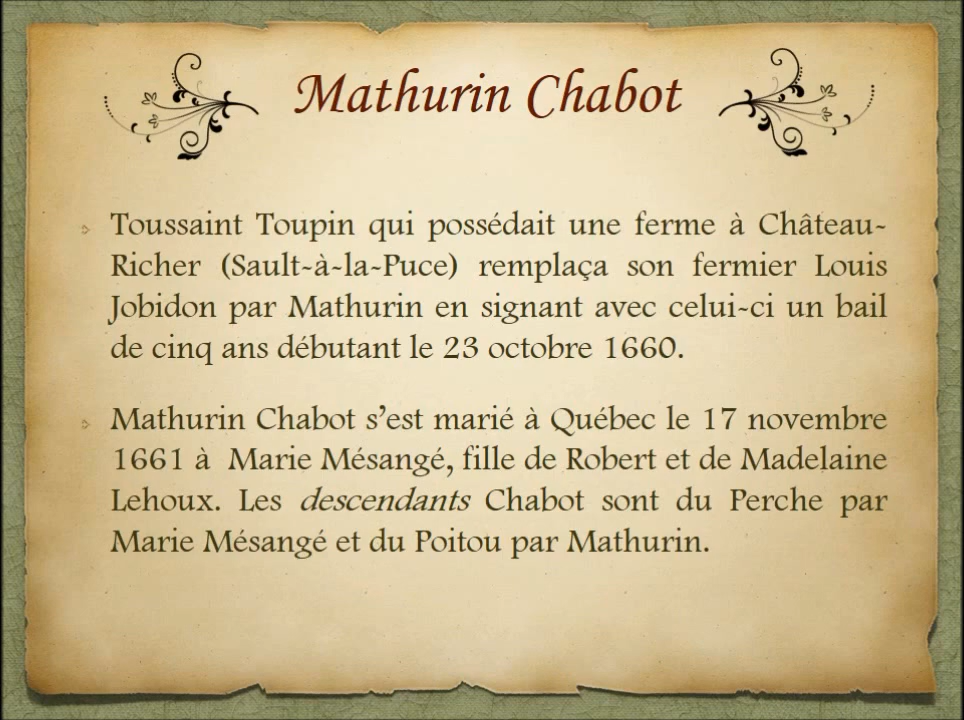 Mathurin Chabot
Toussaint Toupin qui possédait une ferme à Château-
Richer (Sault-à-la-Puce) remplaça son fermier Louis
Jobidon par Mathurin en signant avec celui-ci un bail
de cinq ans débutant le 23 octobre 1660.
Mathurin Chabot s’est marié à Québec le 17 novembre
1661 à Marie Mésangé, fille de Robert et de Madelaine
Lehoux. Les descendants Chabot sont du Perche par
Marie Mésangé et du Poitou par Mathurin.